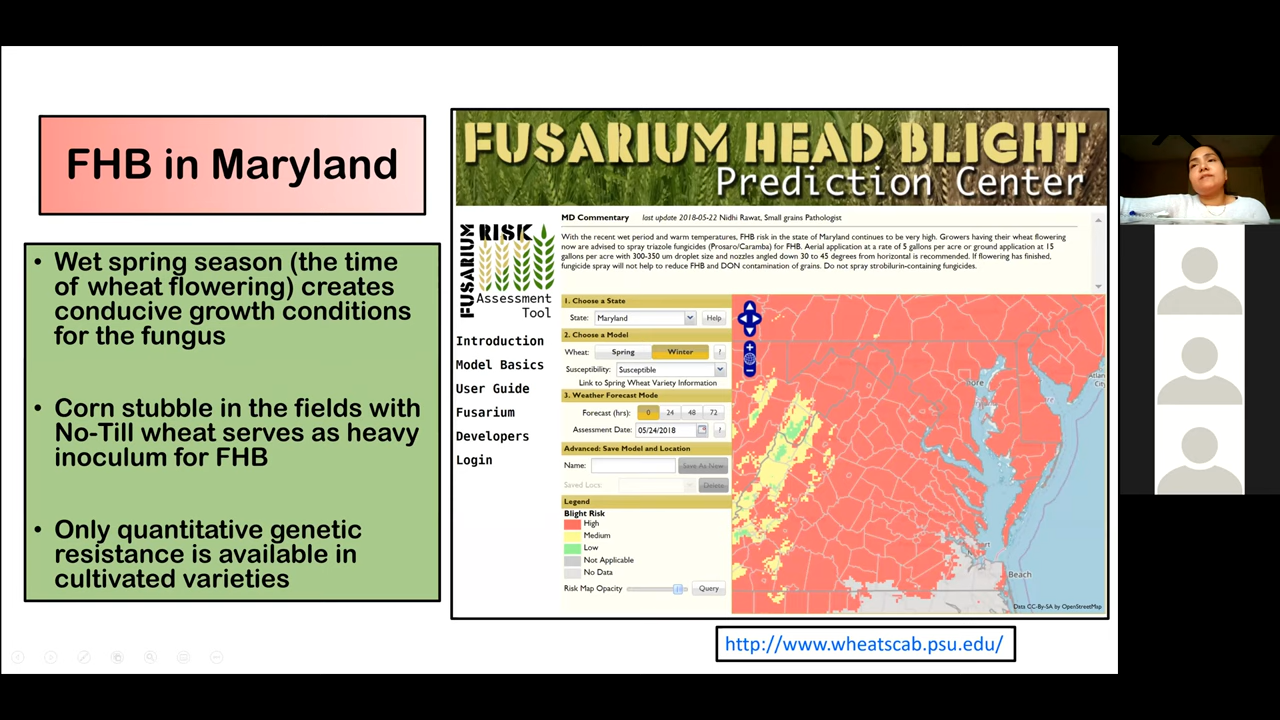 FHB in Maryland
• Wet spring season (the time
of wheat flowering) creates
conducive growth conditions
for the fungus
• Corn stubble in the fields with
No-Till wheat serves as heavy
inoculum for FHB
• Only quantitative genetic
resistance is available in
cultivated varieties
FUSARIUM HEAD BLIGHT
Prediction Center
FUSARIUM
RISK
Assessment
Tool
Introduction
Model Basics
User Guide
Fusarium
Developers
Login
MD Commentary last update 2018-05-22 Nidhi Rawat, Small grains Pathologist
With the recent wet period and warm temperatures, FHB risk in the state of Maryland continues to be very high. Growers having their wheat flowering
now are advised to spray triazole fungicides (Prosaro/Caramba) for FHB. Aerial application at a rate of 5 gallons per acre or ground application at 15
gallons per acre with 300-350 um droplet size and nozzles angled down 30 to 45 degrees from horizontal is recommended. If flowering has finished,
fungicide spray will not help to reduce FHB and DON contamination of grains. Do not spray strobilurin-containing fungicides.
1. Choose a State
State: Maryland Help
2. Choose a Model
Wheat: Spring Winter ?
Susceptibility: Susceptible
Link to Spring Wheat Variety Information
3. Weather Forecast Mode
Forecast (hrs): 0 24 48 72
Assessment Date: 05/24/2018 ?
Advanced: Save Model and Location
Name: Save As New
Saved Locs: Delete
Legend
Blight Risk
High
Medium
Low
Not Applicable
No Data
Risk Map Opacity Query
ore
Atlan
City
Beach
Data CC-By-SA by OpenStreetMap
http://www.wheatscab.psu.edu/